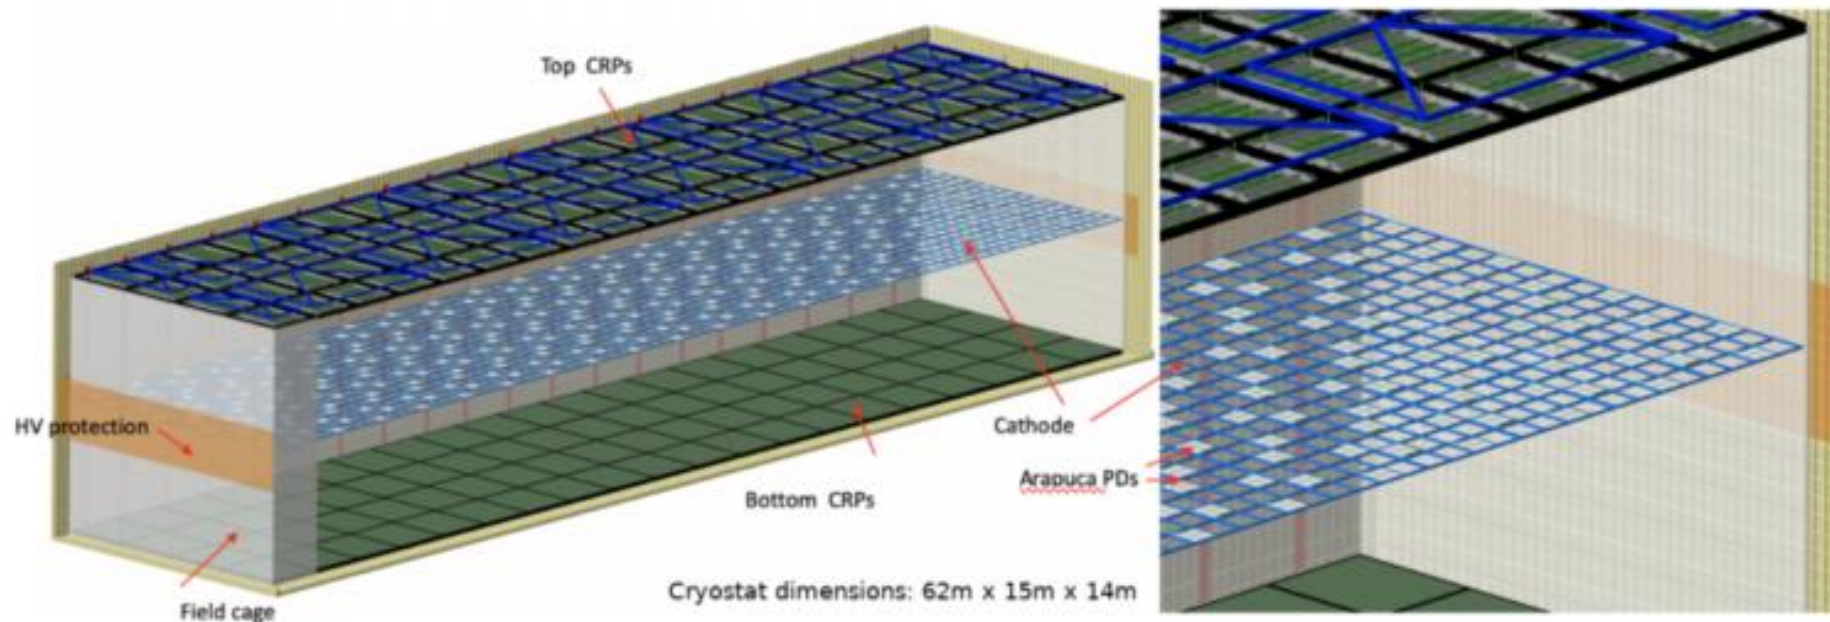 Top CRPs
HV protection
Cathode
Arapuca PDs
Bottom CRPs
Cryostat dimensions: 62m x 15m x 14m
Field cage